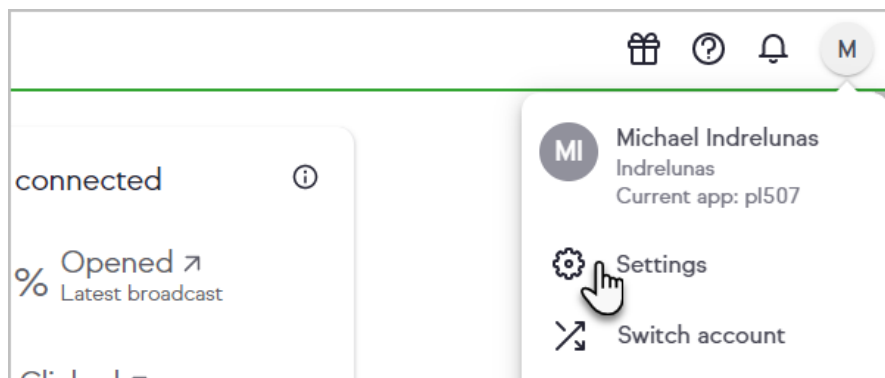 M
connected
% Opened ↗
Latest broadcast
MI
Michael Indrelunas
Indrelunas
Current app: pl507
Settings
Switch account